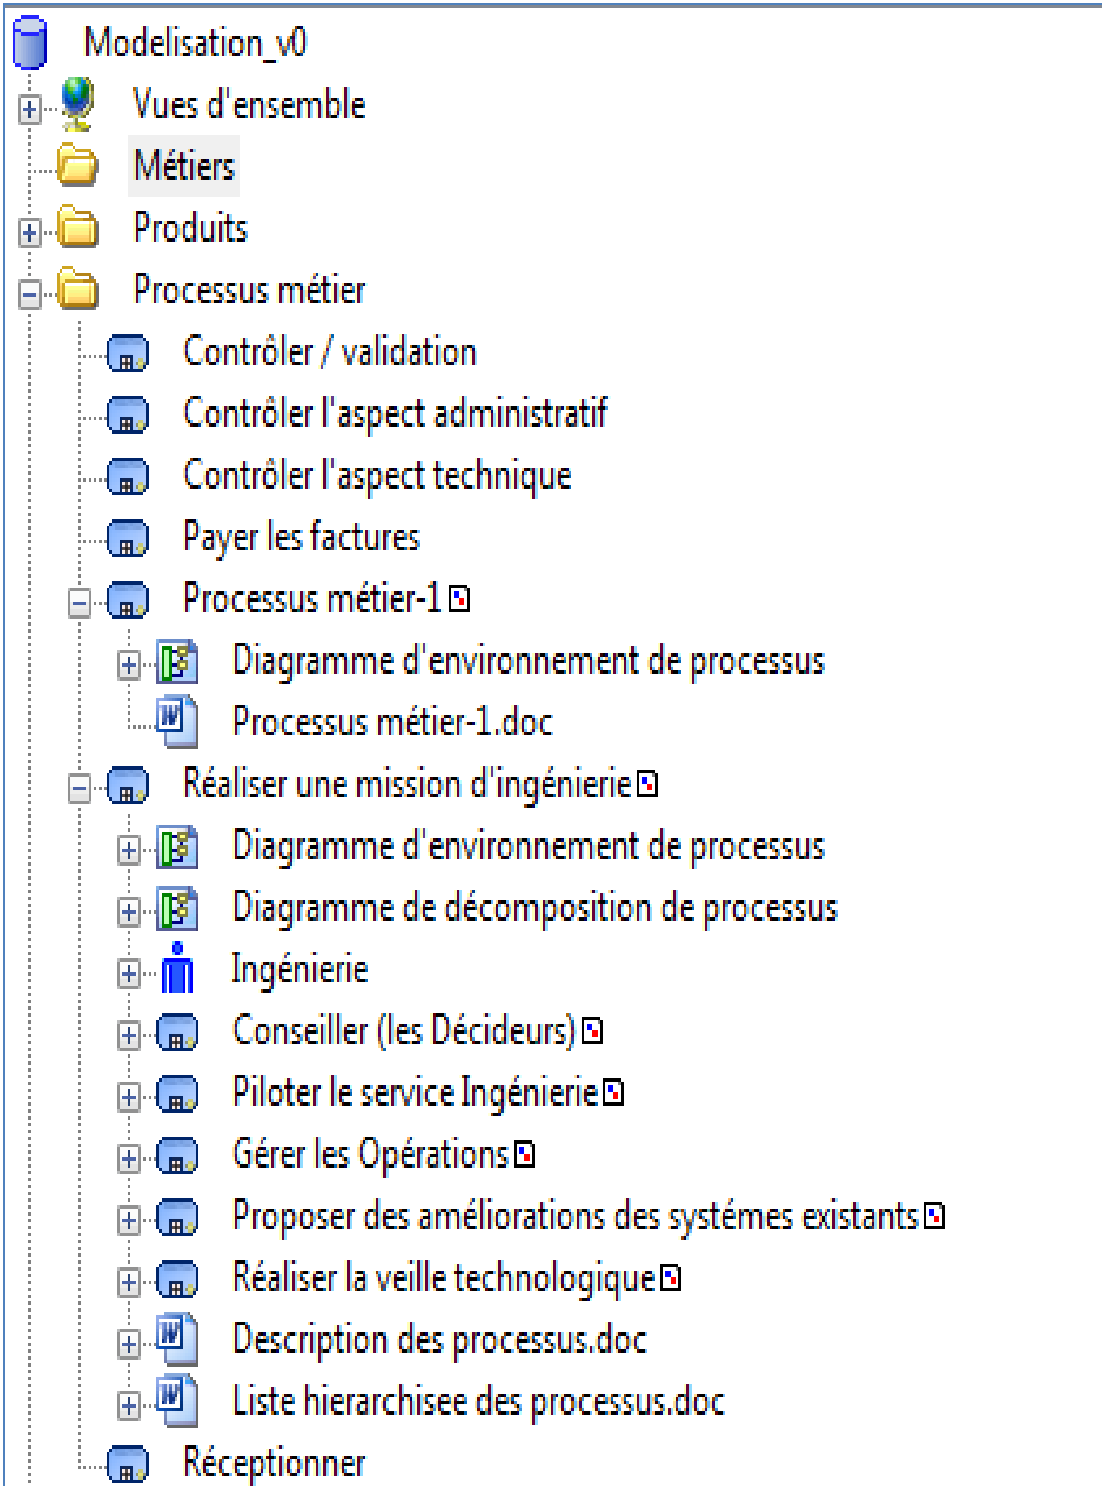 Modelisation_v0
Vues d'ensemble
Métiers
Produits
Processus métier
Contrôler / validation
Contrôler l'aspect administratif
Contrôler l'aspect technique
Payer les factures
Processus métier-1
Diagramme d'environnement de processus
Processus métier-1.doc
Réaliser une mission d'ingénierie
Diagramme d'environnement de processus
Diagramme de décomposition de processus
Ingénierie
Conseiller (les Décideurs)
Piloter le service Ingénierie
Gérer les Opérations
Proposer des améliorations des systémes existants
Réaliser la veille technologique
Description des processus.doc
Liste hierarchisee des processus.doc
Réceptionner